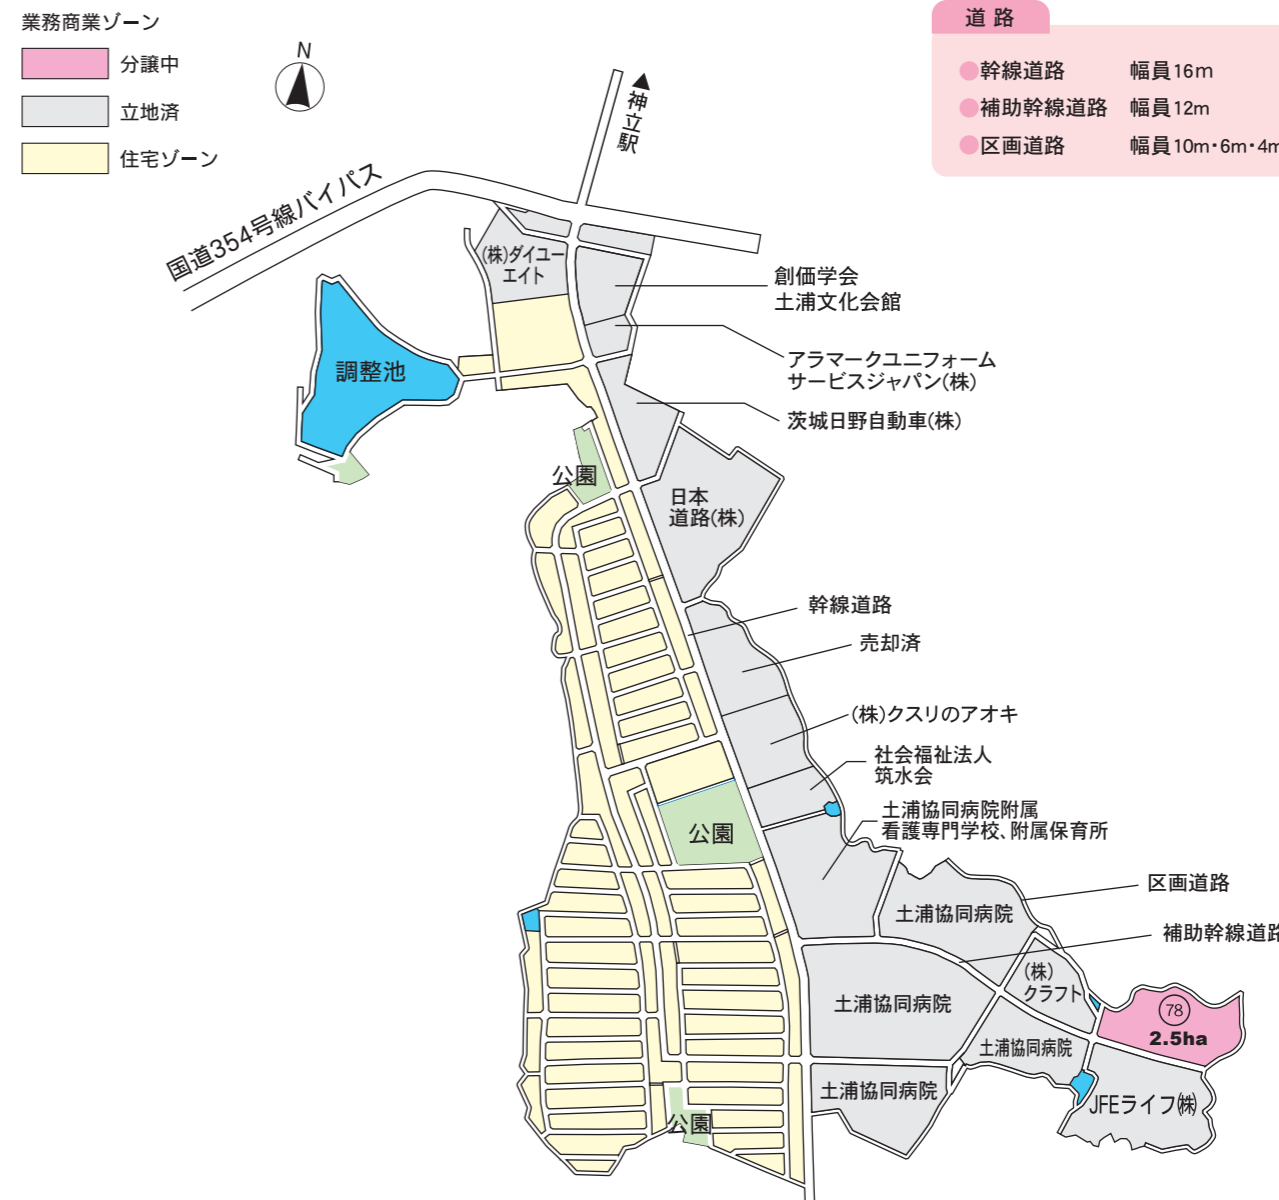 業務商業ゾーン
分譲中
立地済
住宅ゾーン
N
▲神立駅
道路
●幹線道路 幅員16m
●補助幹線道路 幅員12m
●区画道路 幅員10m・6m・4m
国道354号線バイパス
(株)ダイユー
エイト
創価学会
土浦文化会館
アラマークユニフォーム
サービスジャパン(株)
茨城日野自動車(株)
調整池
公園
日本
道路(株)
幹線道路
売却済
(株)クスリのアオキ
社会福祉法人
筑水会
土浦協同病院附属
看護専門学校、附属保育所
公園
区画道路
土浦協同病院
補助幹線道路
(株)
クラフト
土浦協同病院
78
2.5ha
土浦協同病院
土浦協同病院
JFEライフ㈱
公園